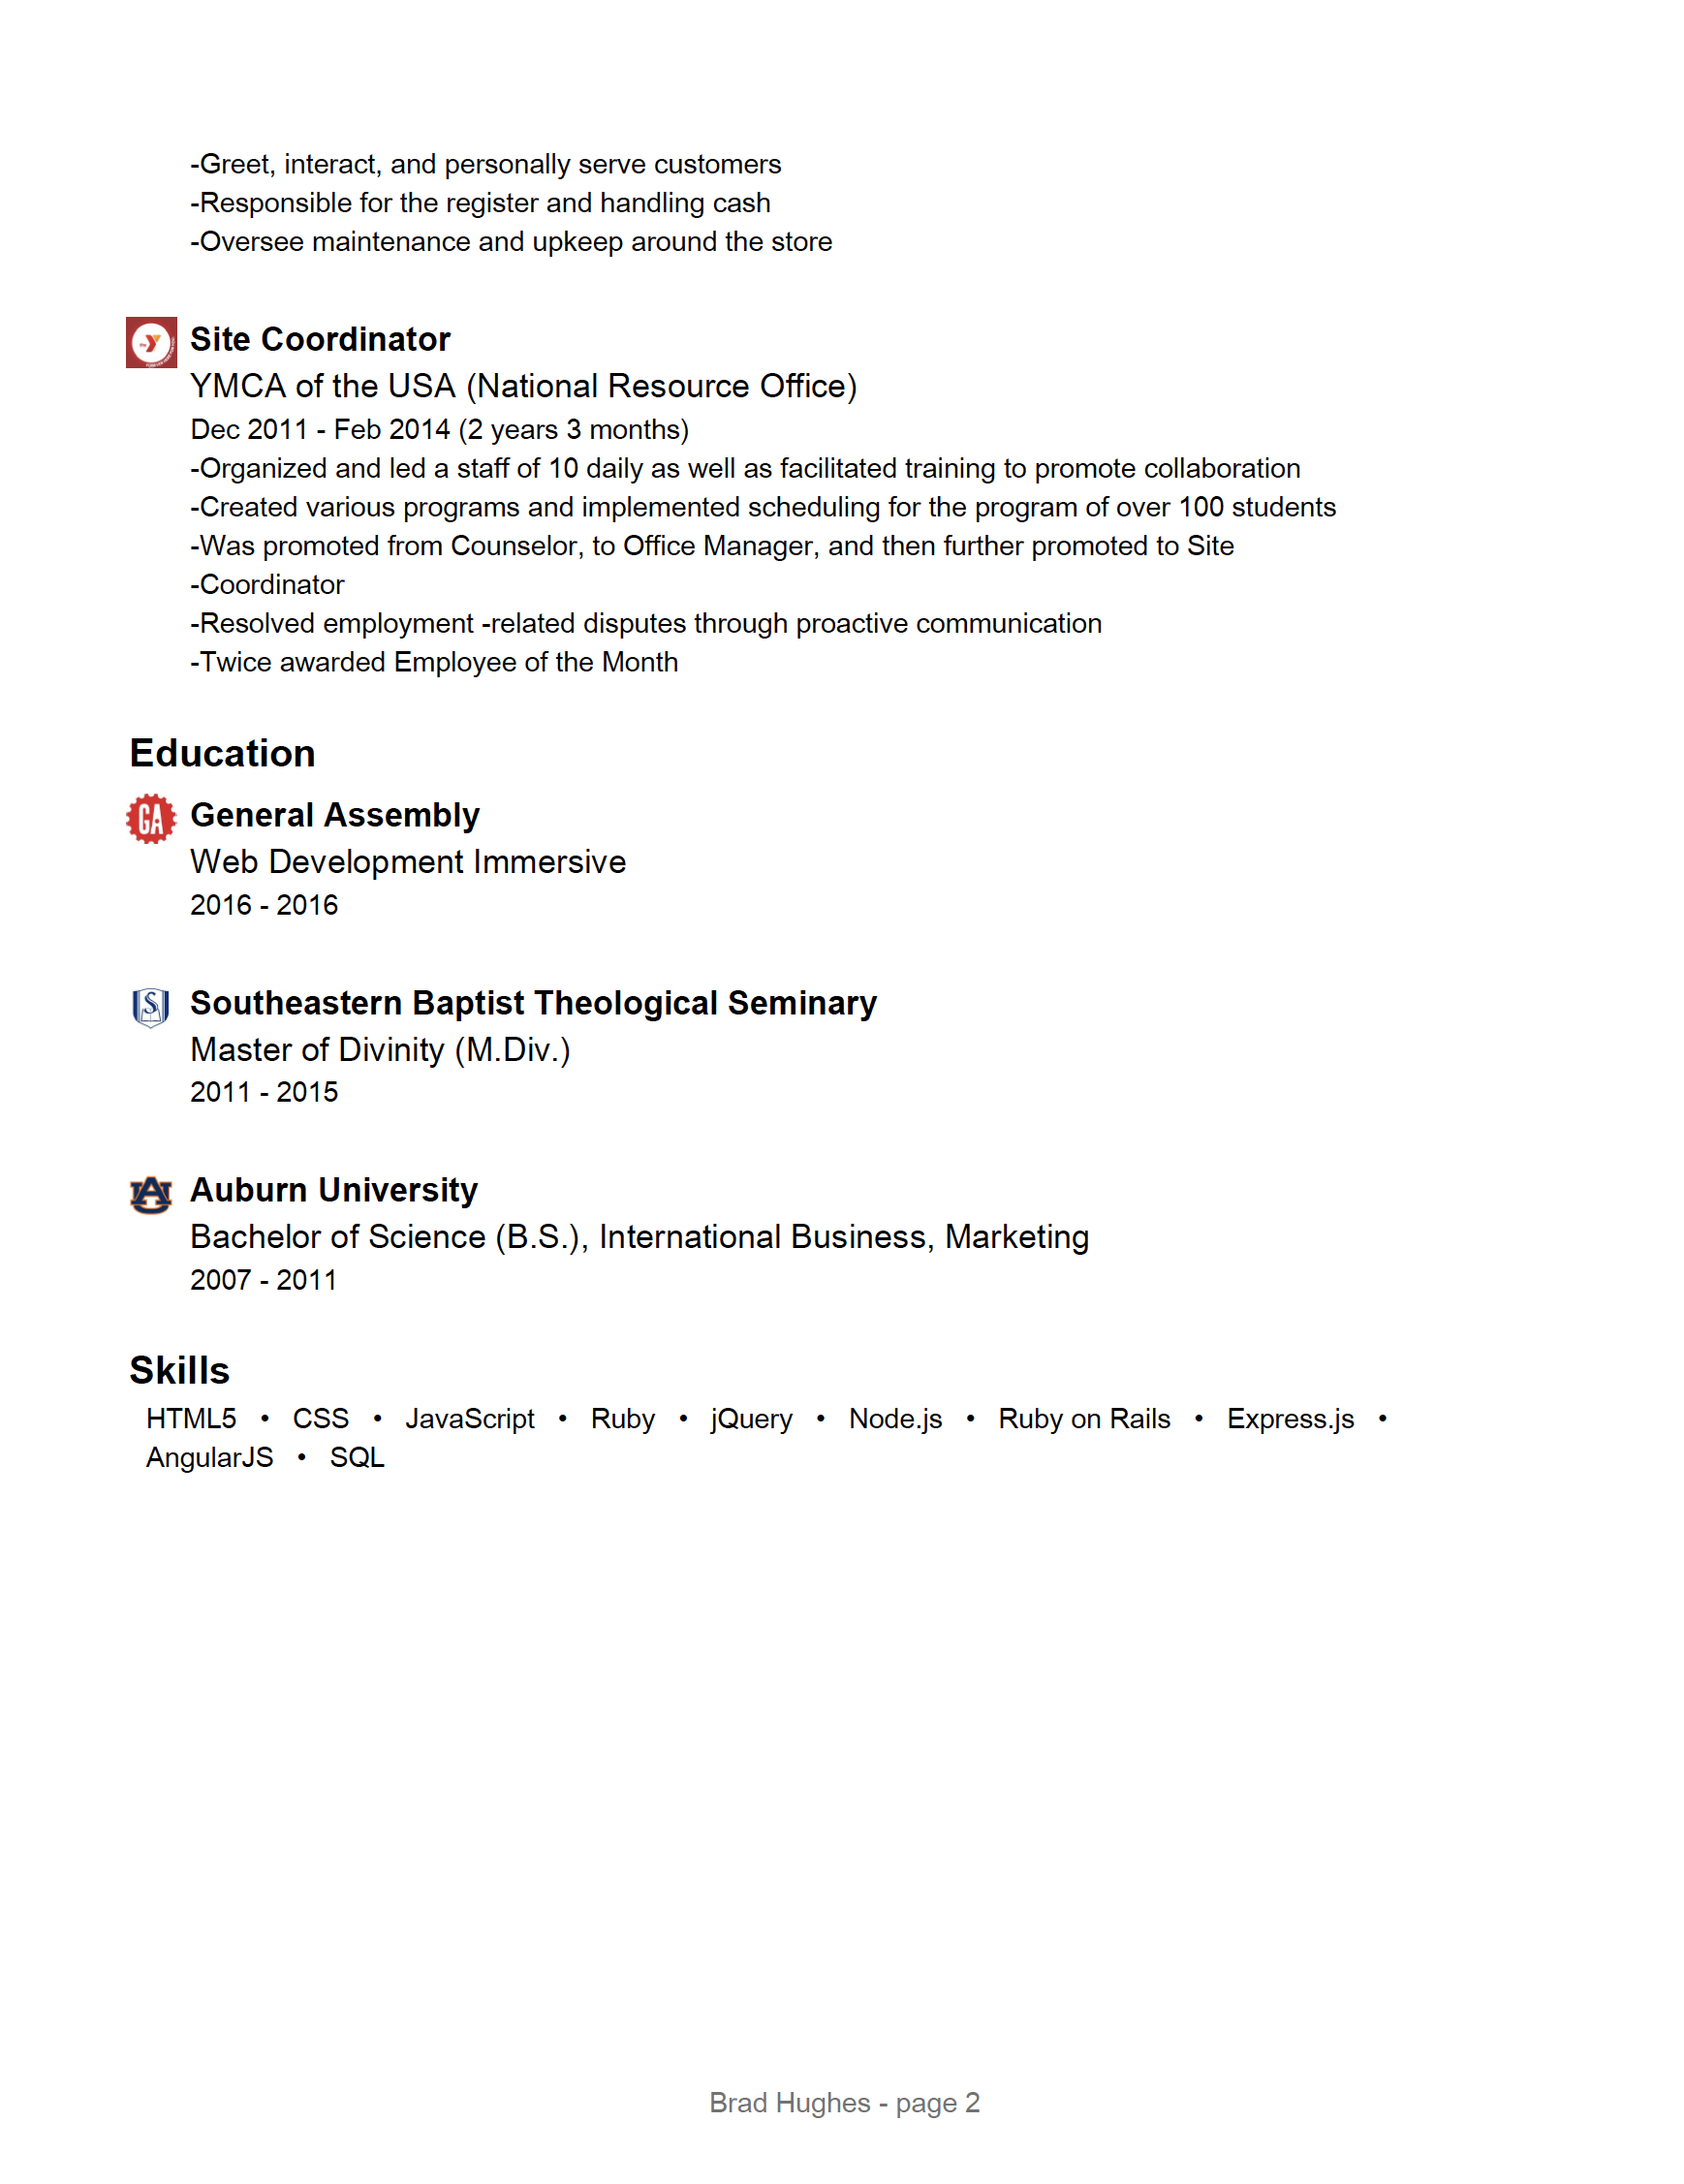 -Greet, interact, and personally serve customers
-Responsible for the register and handling cash
-Oversee maintenance and upkeep around the store
Site Coordinator
YMCA of the USA (National Resource Office)
Dec 2011 - Feb 2014 (2 years 3 months)
-Organized and led a staff of 10 daily as well as facilitated training to promote collaboration
-Created various programs and implemented scheduling for the program of over 100 students
-Was promoted from Counselor, to Office Manager, and then further promoted to Site
-Coordinator
-Resolved employment -related disputes through proactive communication
-Twice awarded Employee of the Month
Education
GA General Assembly
Web Development Immersive
2016 - 2016
S Southeastern Baptist Theological Seminary
Master of Divinity (M.Div.)
2011 - 2015
AU Auburn University
Bachelor of Science (B.S.), International Business, Marketing
2007 - 2011
Skills
HTML5 • CSS • JavaScript • Ruby • jQuery • Node.js • Ruby on Rails • Express.js •
AngularJS • SQL
Brad Hughes - page 2